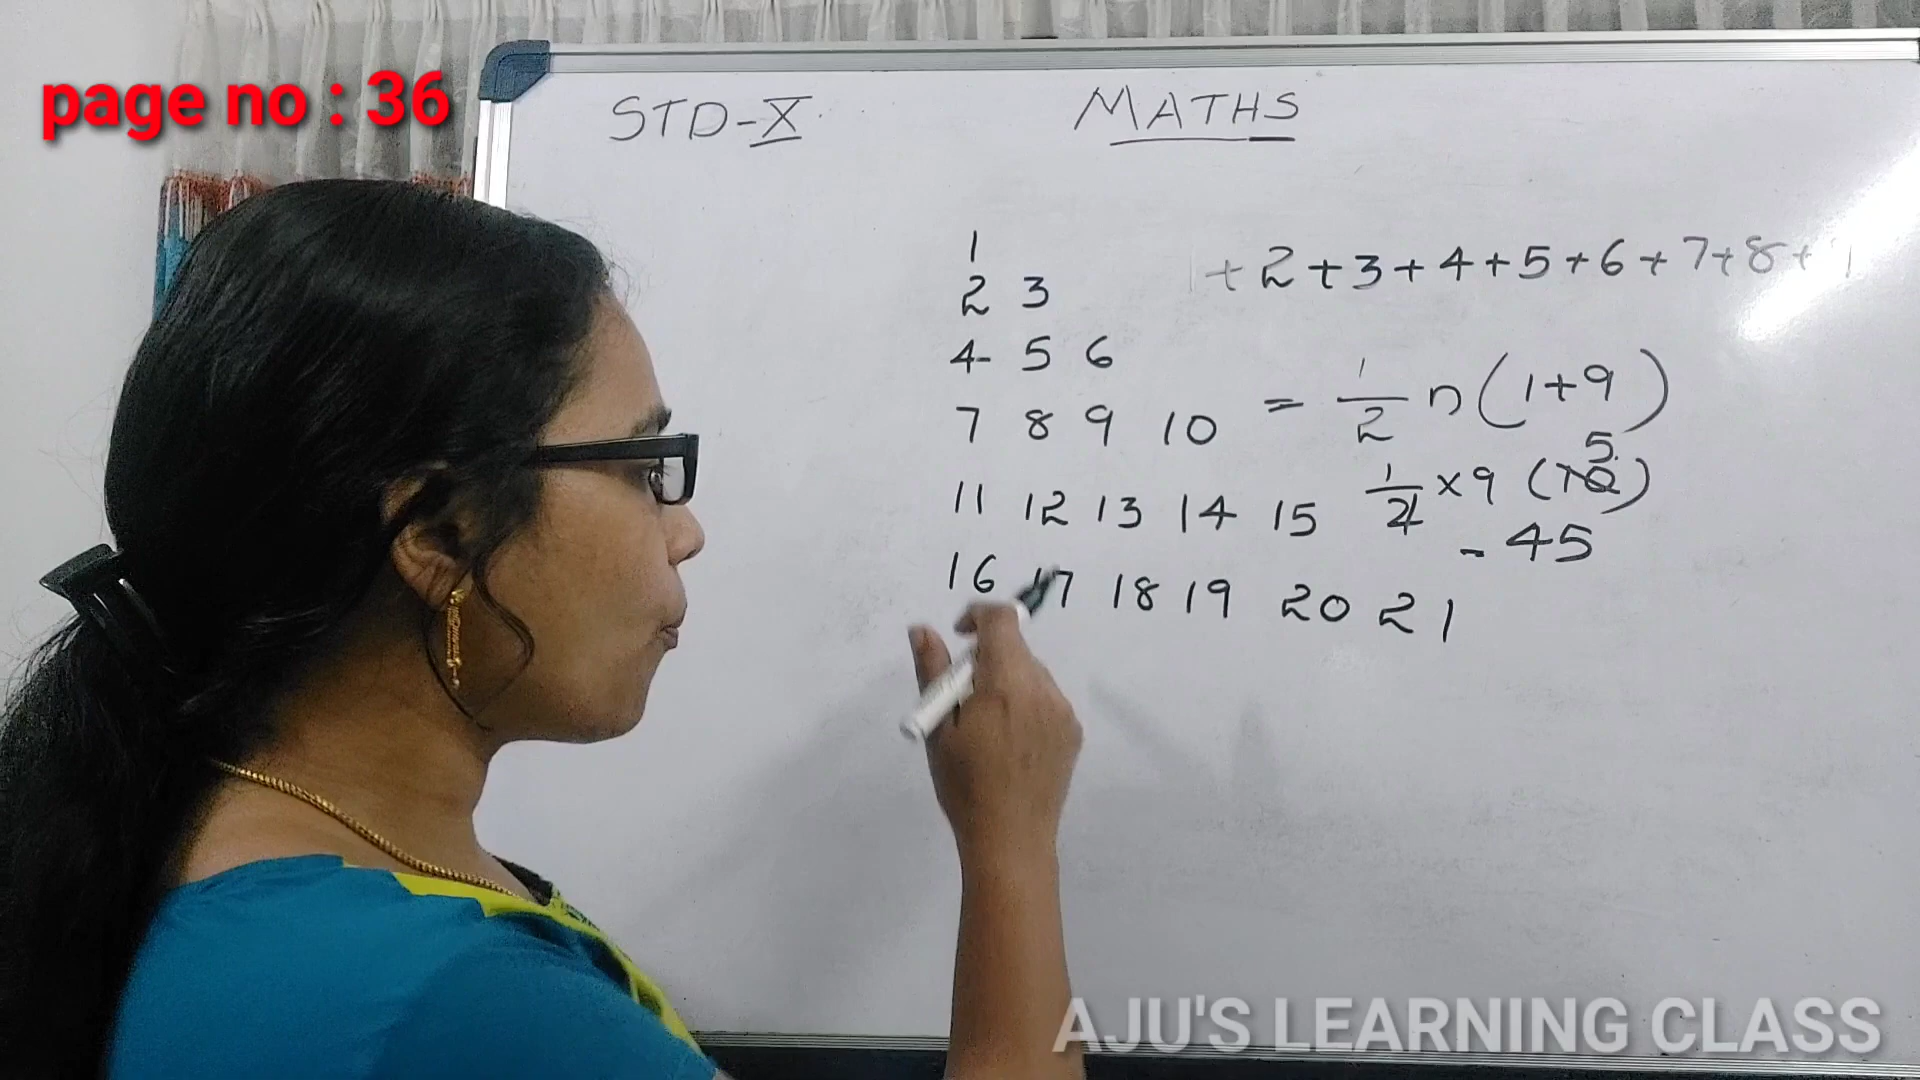 page no : 36
STD-X
MATHS
1
2 3
4 5 6
7 8 9 10
11 12 13 14 15
16 17 18 19 20 21
+2+3+4+5+6+7+8+
= 1/2 n (1+9)
5
1/2 × 9 (10)
- 45
AJU'S LEARNING CLASS